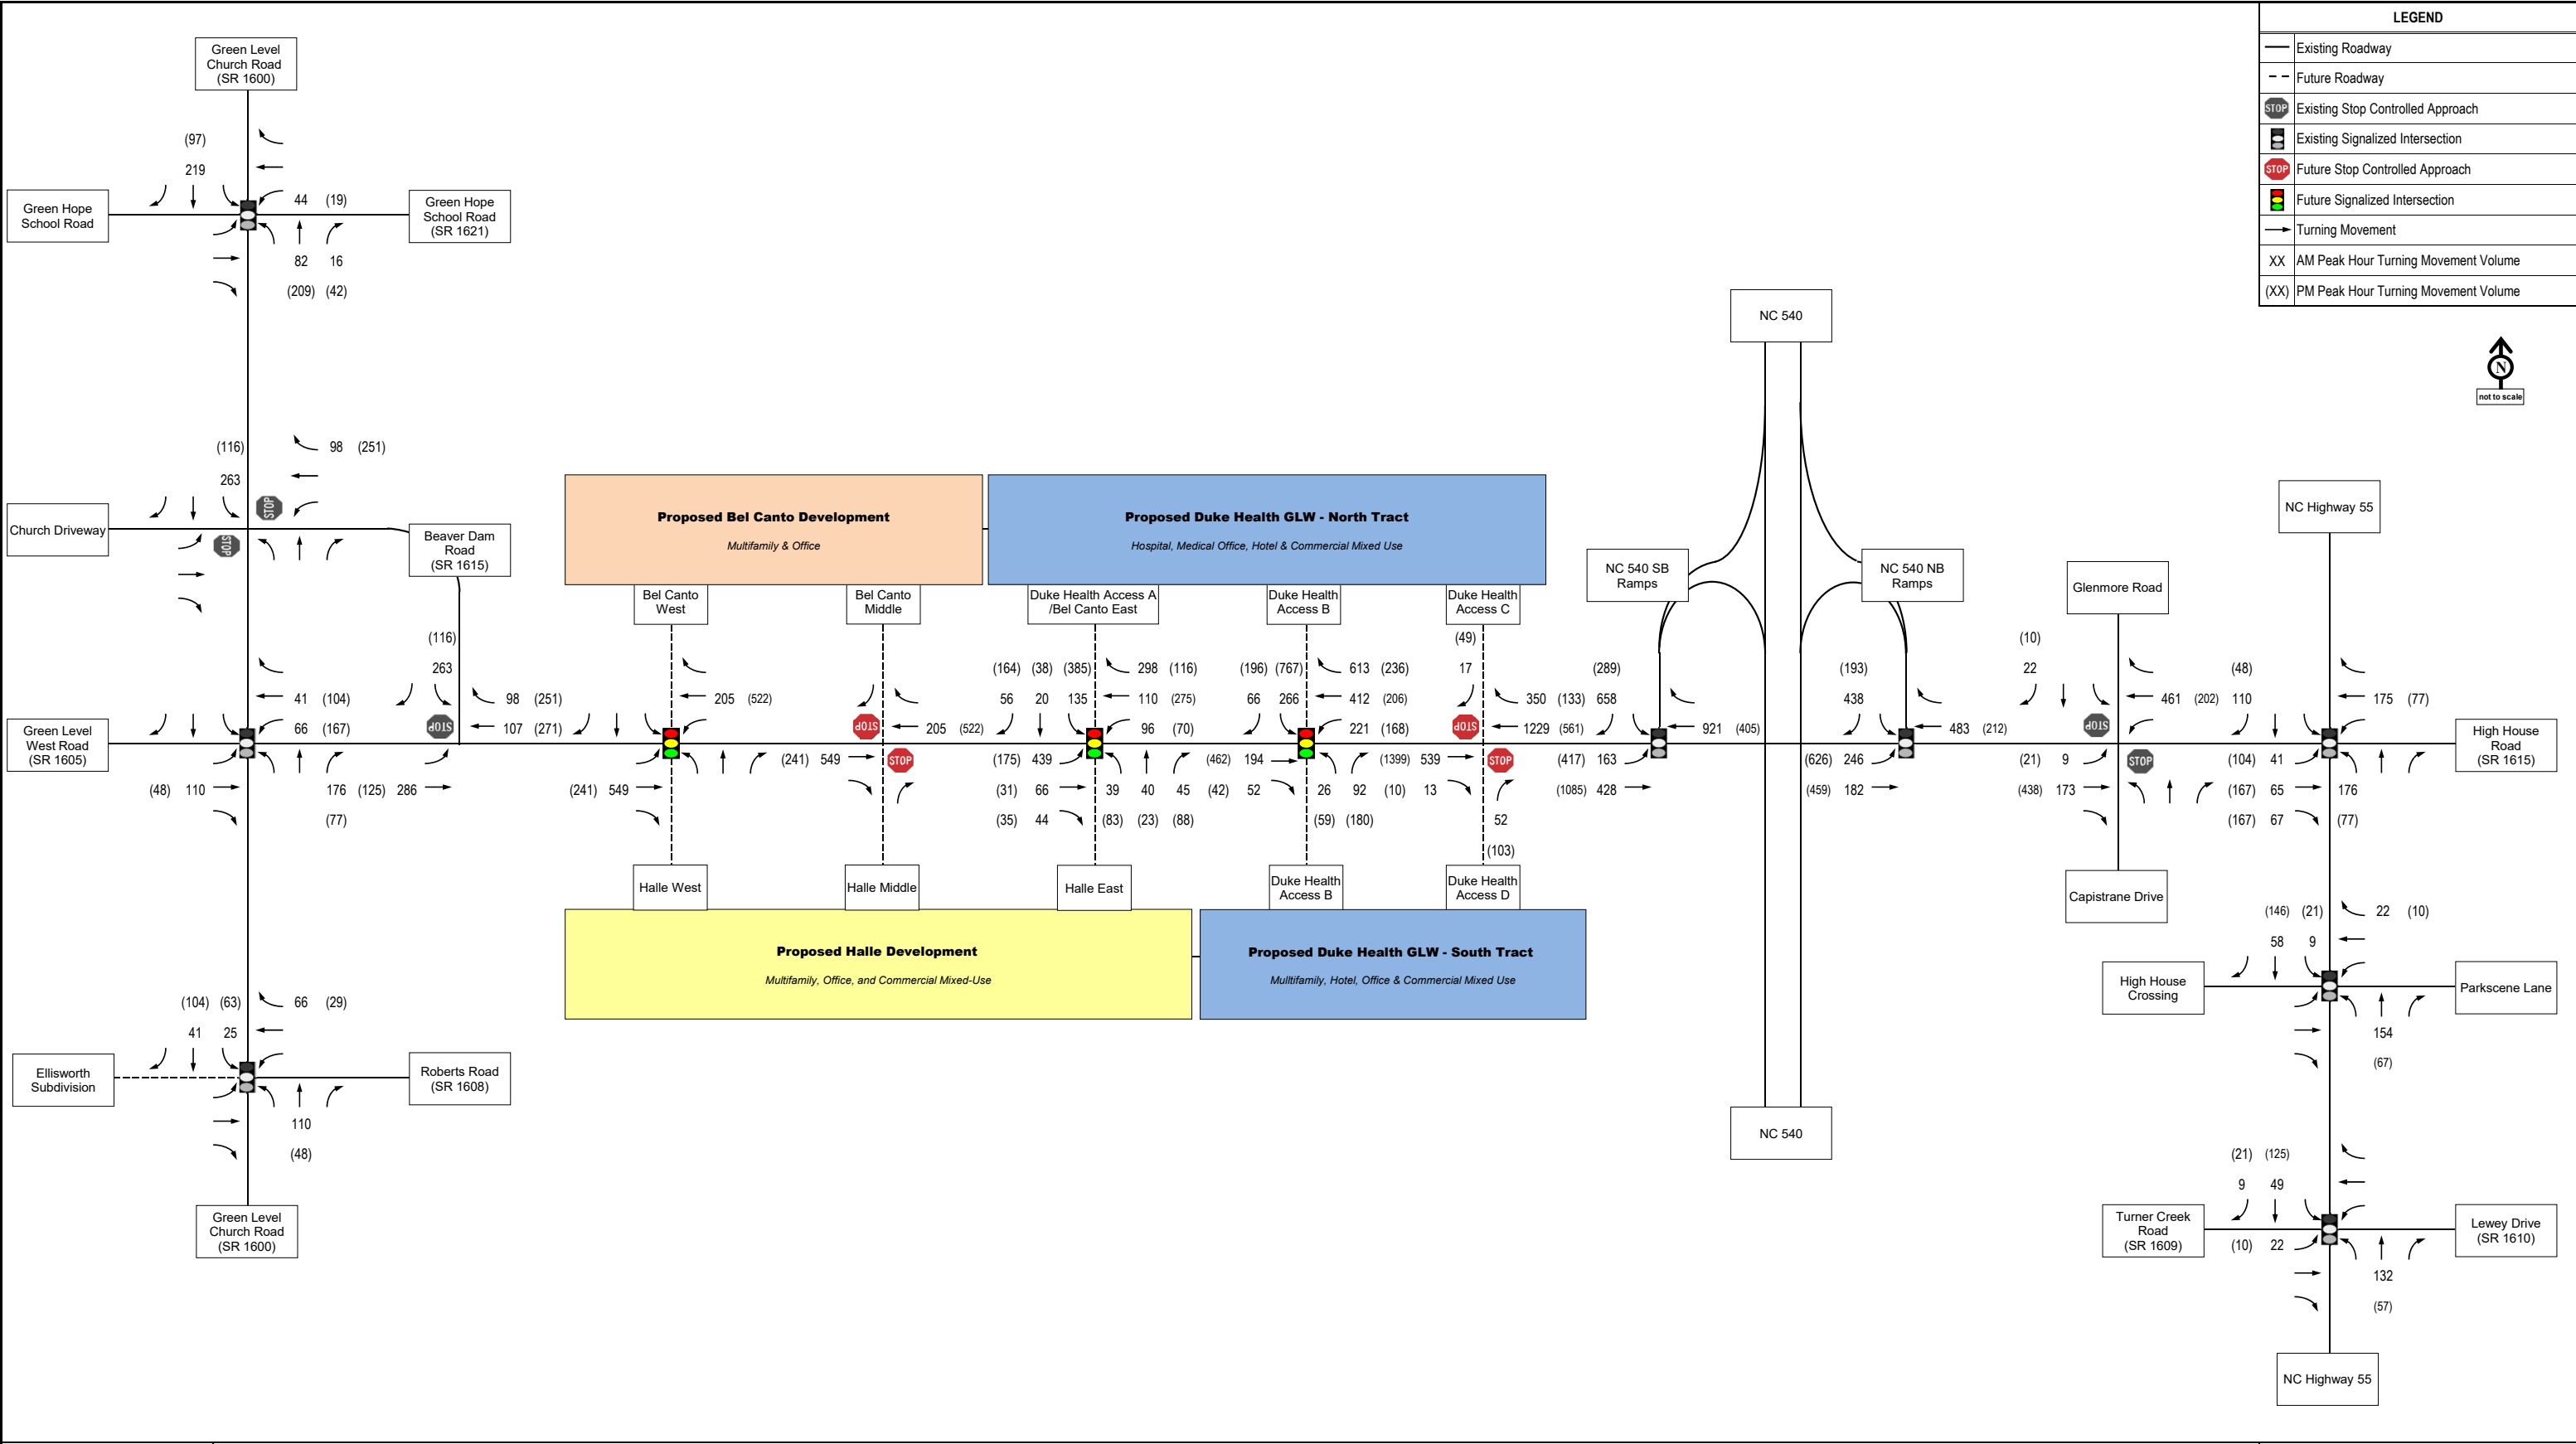 LEGEND
Existing Roadway
Future Roadway
STOP Existing Stop Controlled Approach
Existing Signalized Intersection
STOP Future Stop Controlled Approach
Future Signalized Intersection
Turning Movement
XX AM Peak Hour Turning Movement Volume
(XX) PM Peak Hour Turning Movement Volume
N
not to scale
Green Level
Church Road
(SR 1600)
(97)
219
44 (19)
Green Hope
School Road
Green Hope
School Road
(SR 1621)
82 16
(209) (42)
(116)
98 (251)
263
STOP
Church Driveway
STOP
Beaver Dam
Road
(SR 1615)
(116)
263
41 (104)
98 (251)
66 (167)
STOP
107 (271)
Green Level
West Road
(SR 1605)
(48) 110
176 (125) 286
(77)
(104) (63)
66 (29)
41 25
Ellisworth
Subdivision
Roberts Road
(SR 1608)
110
(48)
Green Level
Church Road
(SR 1600)
Proposed Bel Canto Development
Multifamily & Office
Proposed Duke Health GLW - North Tract
Hospital, Medical Office, Hotel & Commercial Mixed Use
Bel Canto
West
Bel Canto
Middle
Duke Health Access A
/Bel Canto East
Duke Health
Access B
Duke Health
Access C
205 (522)
(241) 549
STOP
205 (522)
(241) 549
STOP
(164) (38) (385) 298 (116)
56 20 135 110 (275)
96 (70)
(175) 439
(31) 66 39 40 45
(35) 44 (83) (23) (88)
(196) (767) 613 (236)
66 266 412 (206)
221 (168)
(462) 194
(42) 52 26 92
(59) (180)
(49)
17
350 (133)
STOP
1229 (561)
(1399) 539
STOP
(10) 13
52
(103)
Halle West
Halle Middle
Halle East
Duke Health
Access B
Duke Health
Access D
Proposed Halle Development
Multifamily, Office, and Commercial Mixed-Use
Proposed Duke Health GLW - South Tract
Mulltifamily, Hotel, Office & Commercial Mixed Use
NC 540
NC 540 SB
Ramps
NC 540 NB
Ramps
(289)
658
921 (405)
(417) 163
(1085) 428
(193)
438
483 (212)
(626) 246
(459) 182
NC 540
Glenmore Road
(10)
22
461 (202)
STOP
(21) 9
STOP
(438) 173
Capistrane Drive
NC Highway 55
(48)
110
175 (77)
High House
Road
(SR 1615)
(104) 41
(167) 65 176
(167) 67 (77)
(146) (21) 22 (10)
58 9
High House
Crossing
Parkscene Lane
154
(67)
(21) (125)
9 49
Turner Creek
Road
(SR 1609)
Lewey Drive
(SR 1610)
(10) 22
132
(57)
NC Highway 55